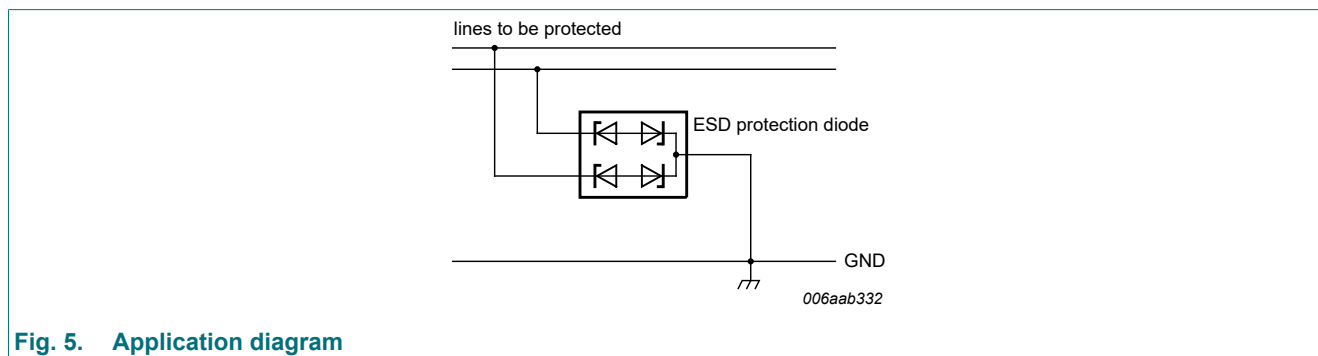 lines to be protected
ESD protection diode
GND
006aab332
Fig. 5. Application diagram